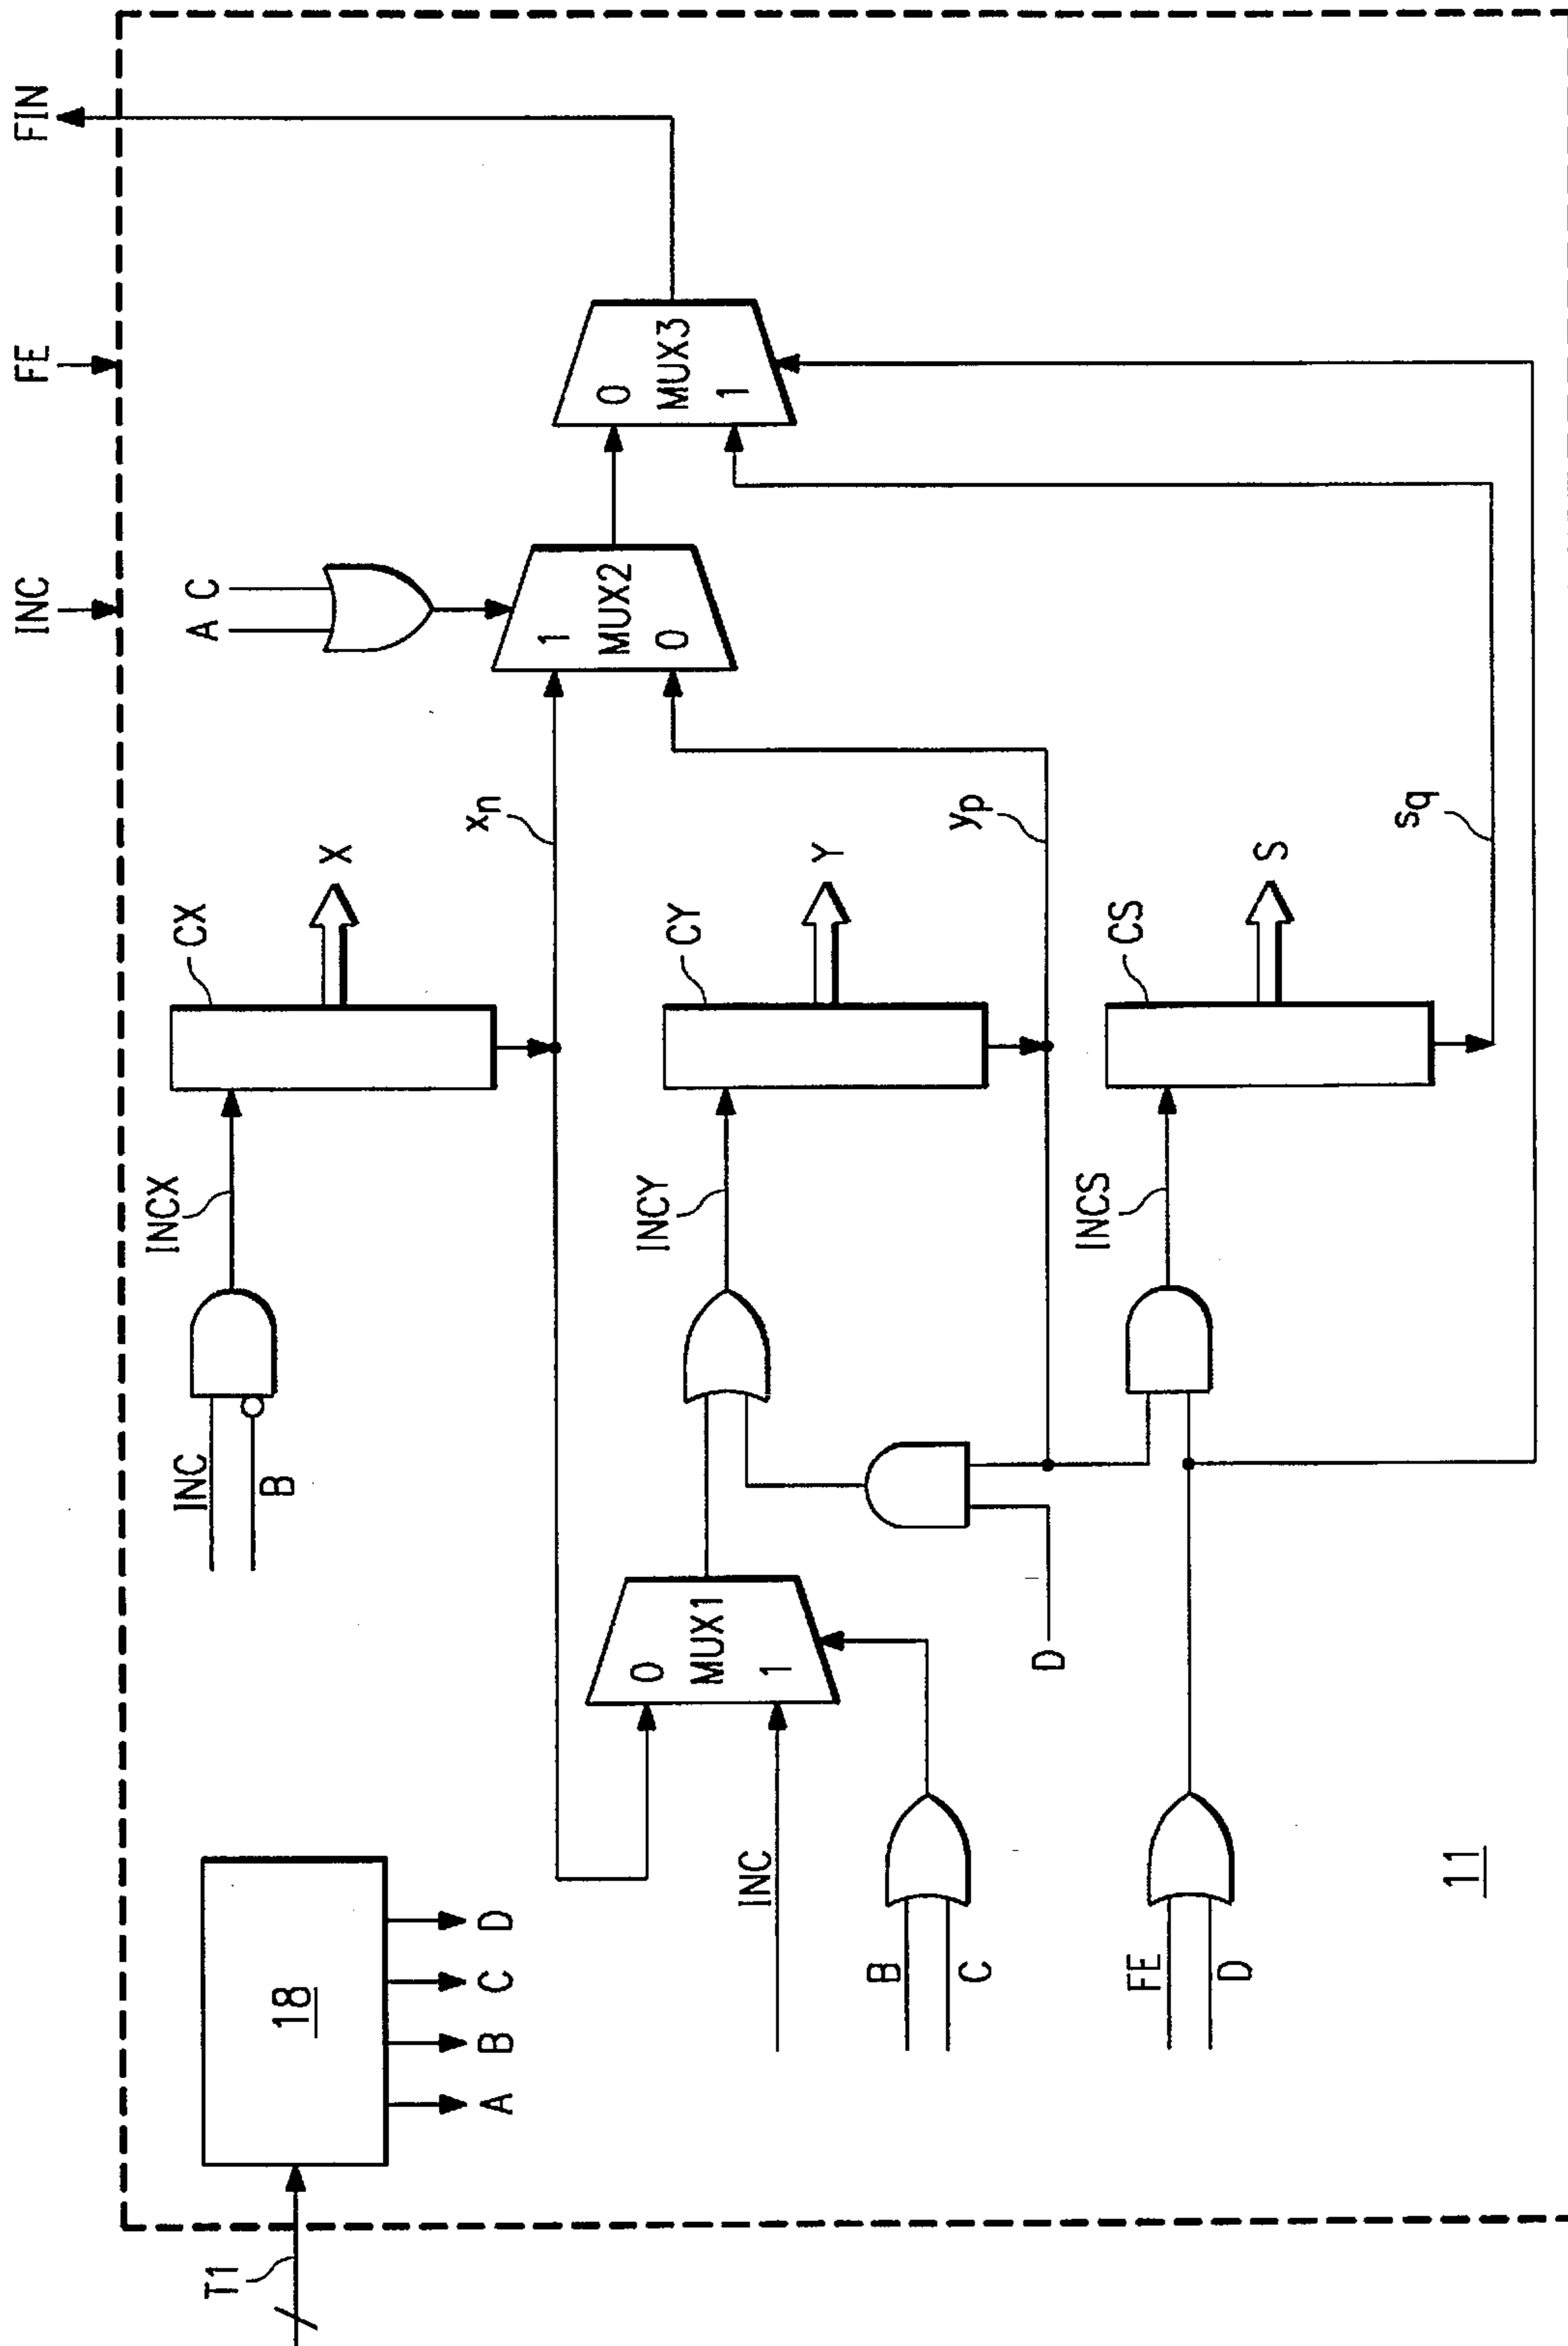 T1
18
A
B
C
D
INC
FE
FIN
INC
B
INCX
CX
X
xn
A
C
1
MUX2
0
0
MUX3
1
0
MUX1
1
INC
B
C
D
INCY
CY
Y
yp
FE
D
INCS
CS
S
sq
11